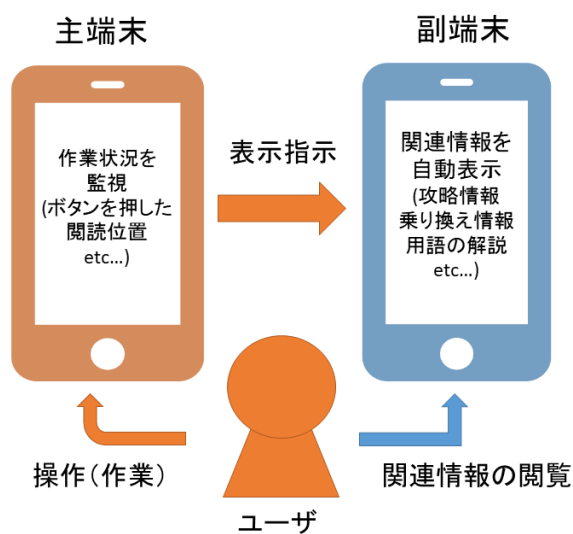 主端末
副端末
作業状況を
監視
(ボタンを押した
閲読位置
etc...)
表示指示
関連情報を
自動表示
(攻略情報
乗り換え情報
用語の解説
etc...)
操作(作業)
関連情報の閲覧
ユーザ